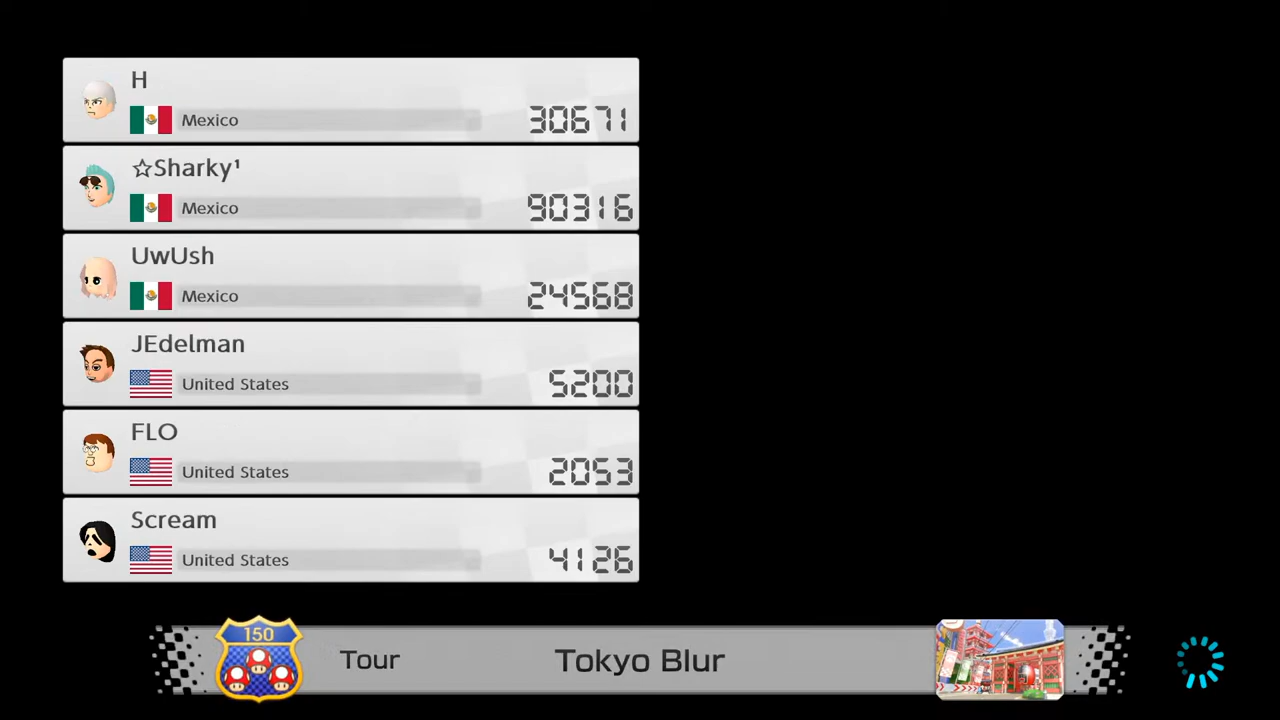 H
Mexico 30671
☆Sharky¹
Mexico 90316
UwUsh
Mexico 24568
JEdelman
United States 5200
FLO
United States 2053
Scream
United States 4126
150 Tour Tokyo Blur